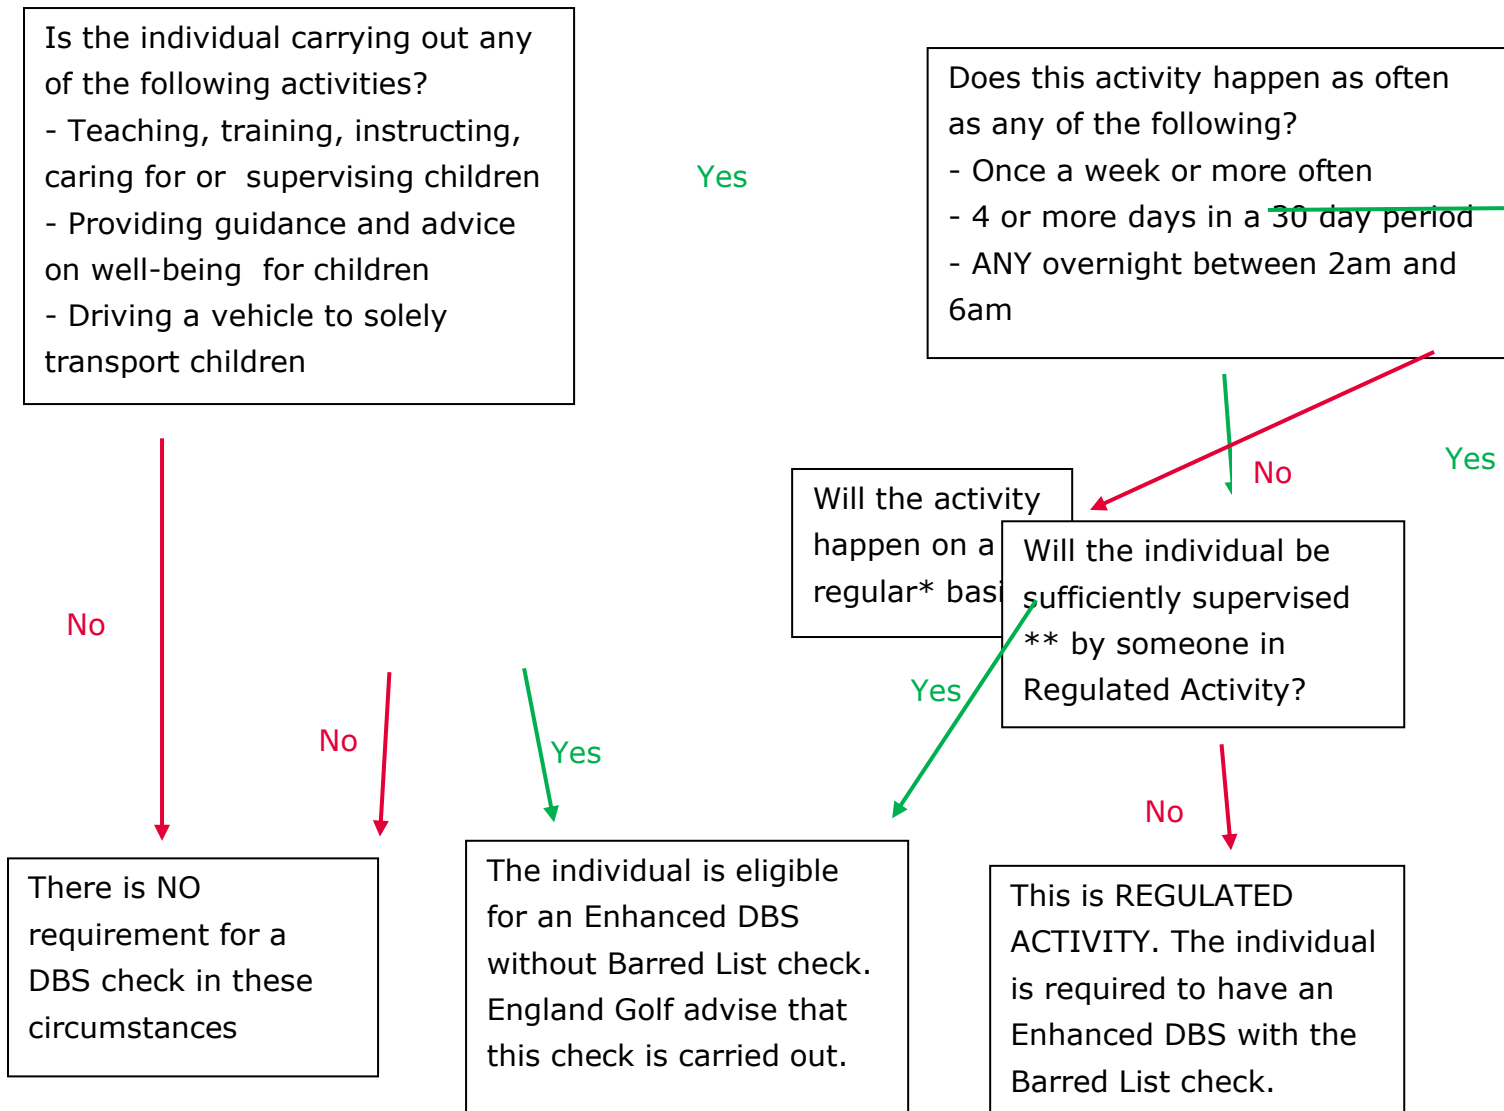 Is the individual carrying out any
of the following activities?
- Teaching, training, instructing,
caring for or  supervising children
- Providing guidance and advice
on well-being  for children
- Driving a vehicle to solely
transport children
Yes
Does this activity happen as often
as any of the following?
- Once a week or more often
- 4 or more days in a 30 day period
- ANY overnight between 2am and
6am
No
Yes
Will the activity
happen on a
regular* basi
Will the individual be
sufficiently supervised
** by someone in
Regulated Activity?
No
Yes
No
Yes
No
There is NO
requirement for a
DBS check in these
circumstances
The individual is eligible
for an Enhanced DBS
without Barred List check.
England Golf advise that
this check is carried out.
This is REGULATED
ACTIVITY. The individual
is required to have an
Enhanced DBS with the
Barred List check.